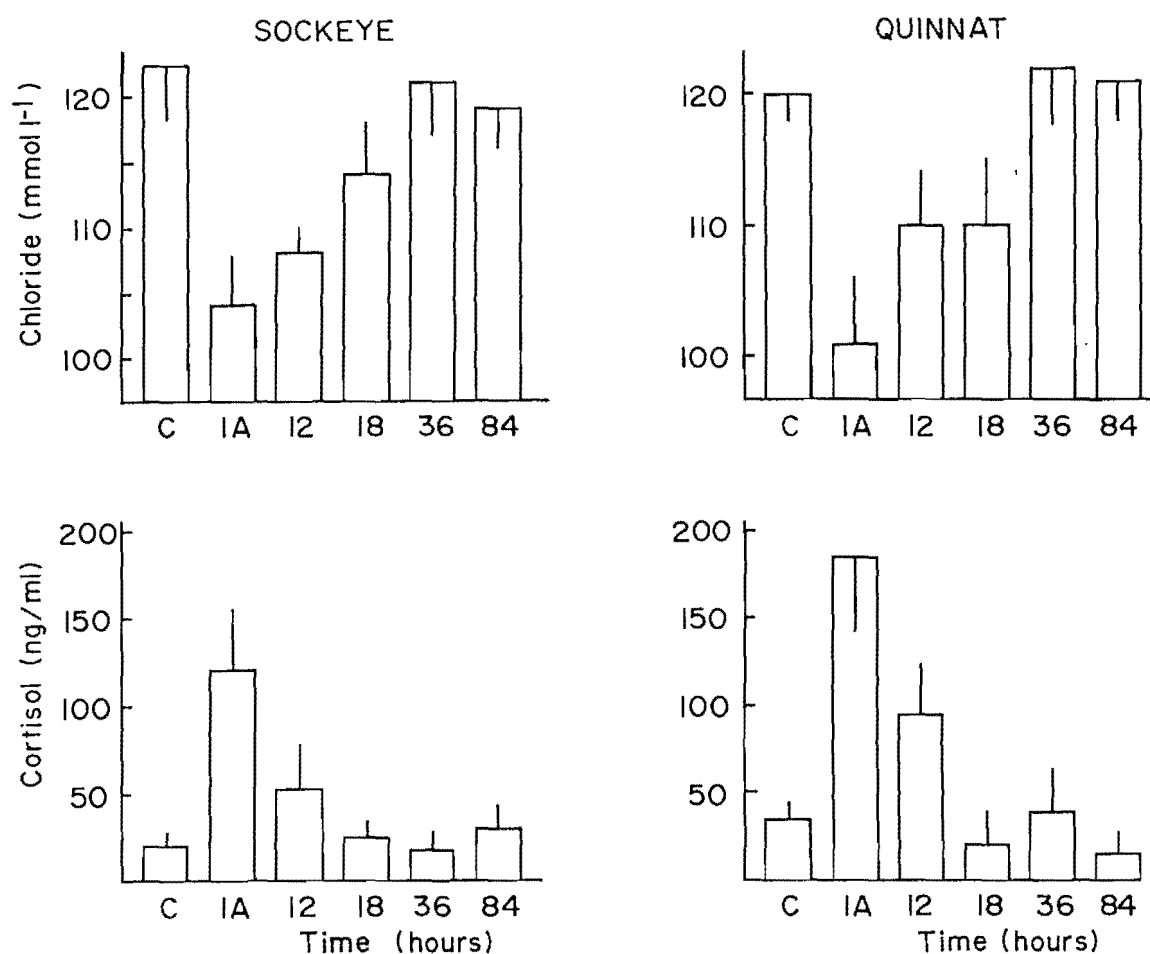 SOCKEYE
QUINNAT
Chloride (mmol l⁻¹)
120
110
100
C 1A 12 18 36 84
120
110
100
C 1A 12 18 36 84
Cortisol (ng/ml)
200
150
100
50
C 1A 12 18 36 84
Time (hours)
200
150
100
50
C 1A 12 18 36 84
Time (hours)